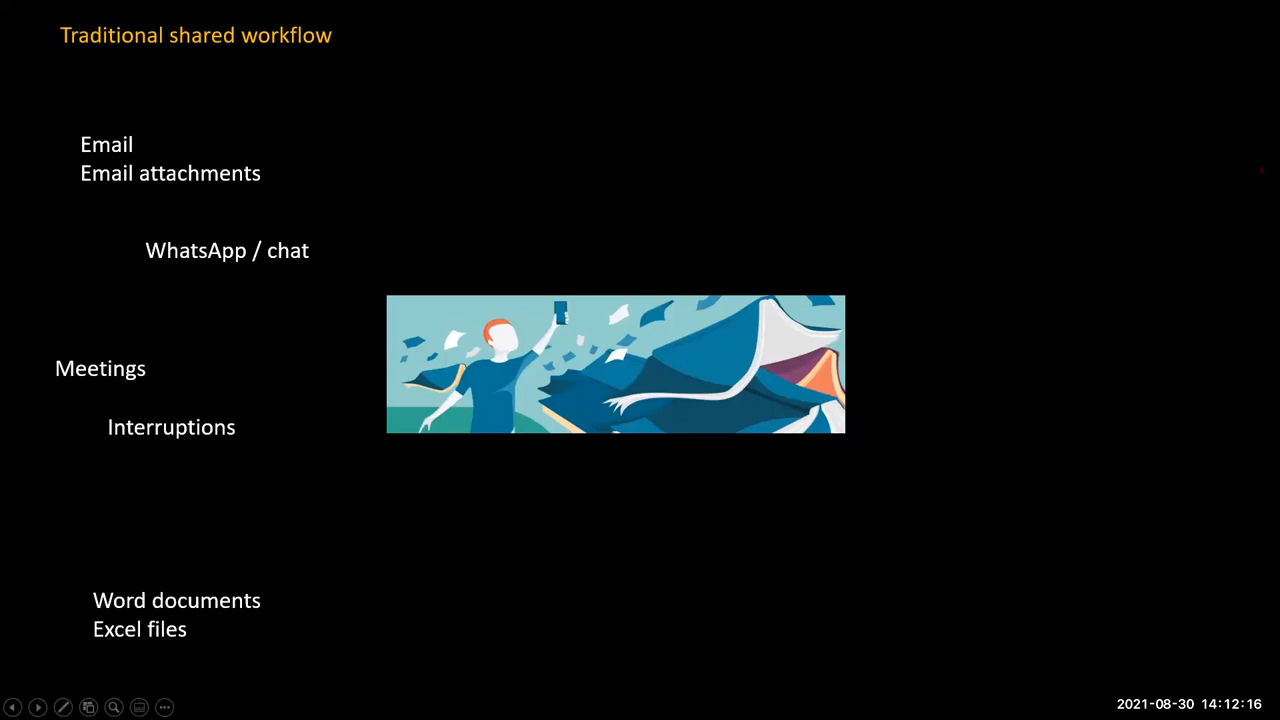 Traditional shared workflow
Email
Email attachments
WhatsApp / chat
Meetings
Interruptions
Word documents
Excel files
2021-08-30 14:12:16